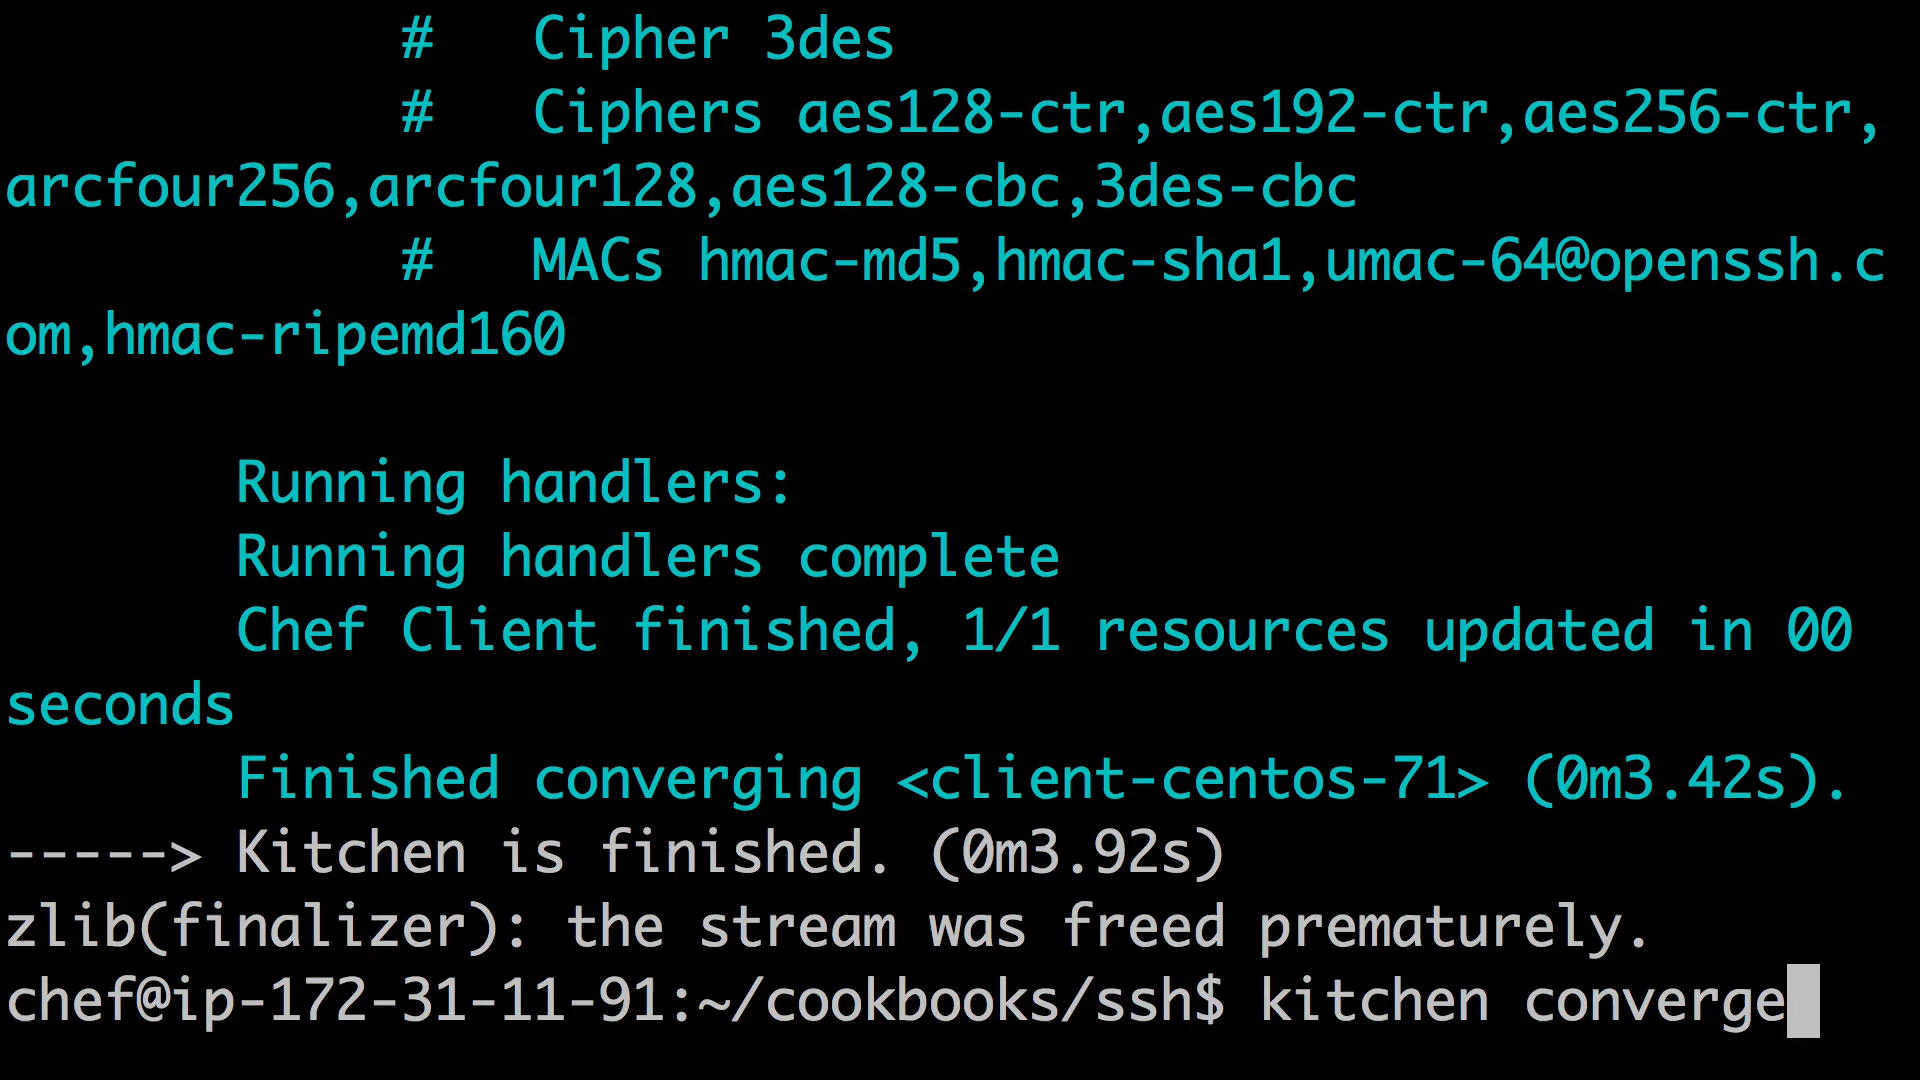 #   Cipher 3des
#   Ciphers aes128-ctr,aes192-ctr,aes256-ctr,
arcfour256,arcfour128,aes128-cbc,3des-cbc
#   MACs hmac-md5,hmac-sha1,umac-64@openssh.c
om,hmac-ripemd160
Running handlers:
Running handlers complete
Chef Client finished, 1/1 resources updated in 00
seconds
Finished converging <client-centos-71> (0m3.42s).
-----> Kitchen is finished. (0m3.92s)
zlib(finalizer): the stream was freed prematurely.
chef@ip-172-31-11-91:~/cookbooks/ssh$ kitchen converge